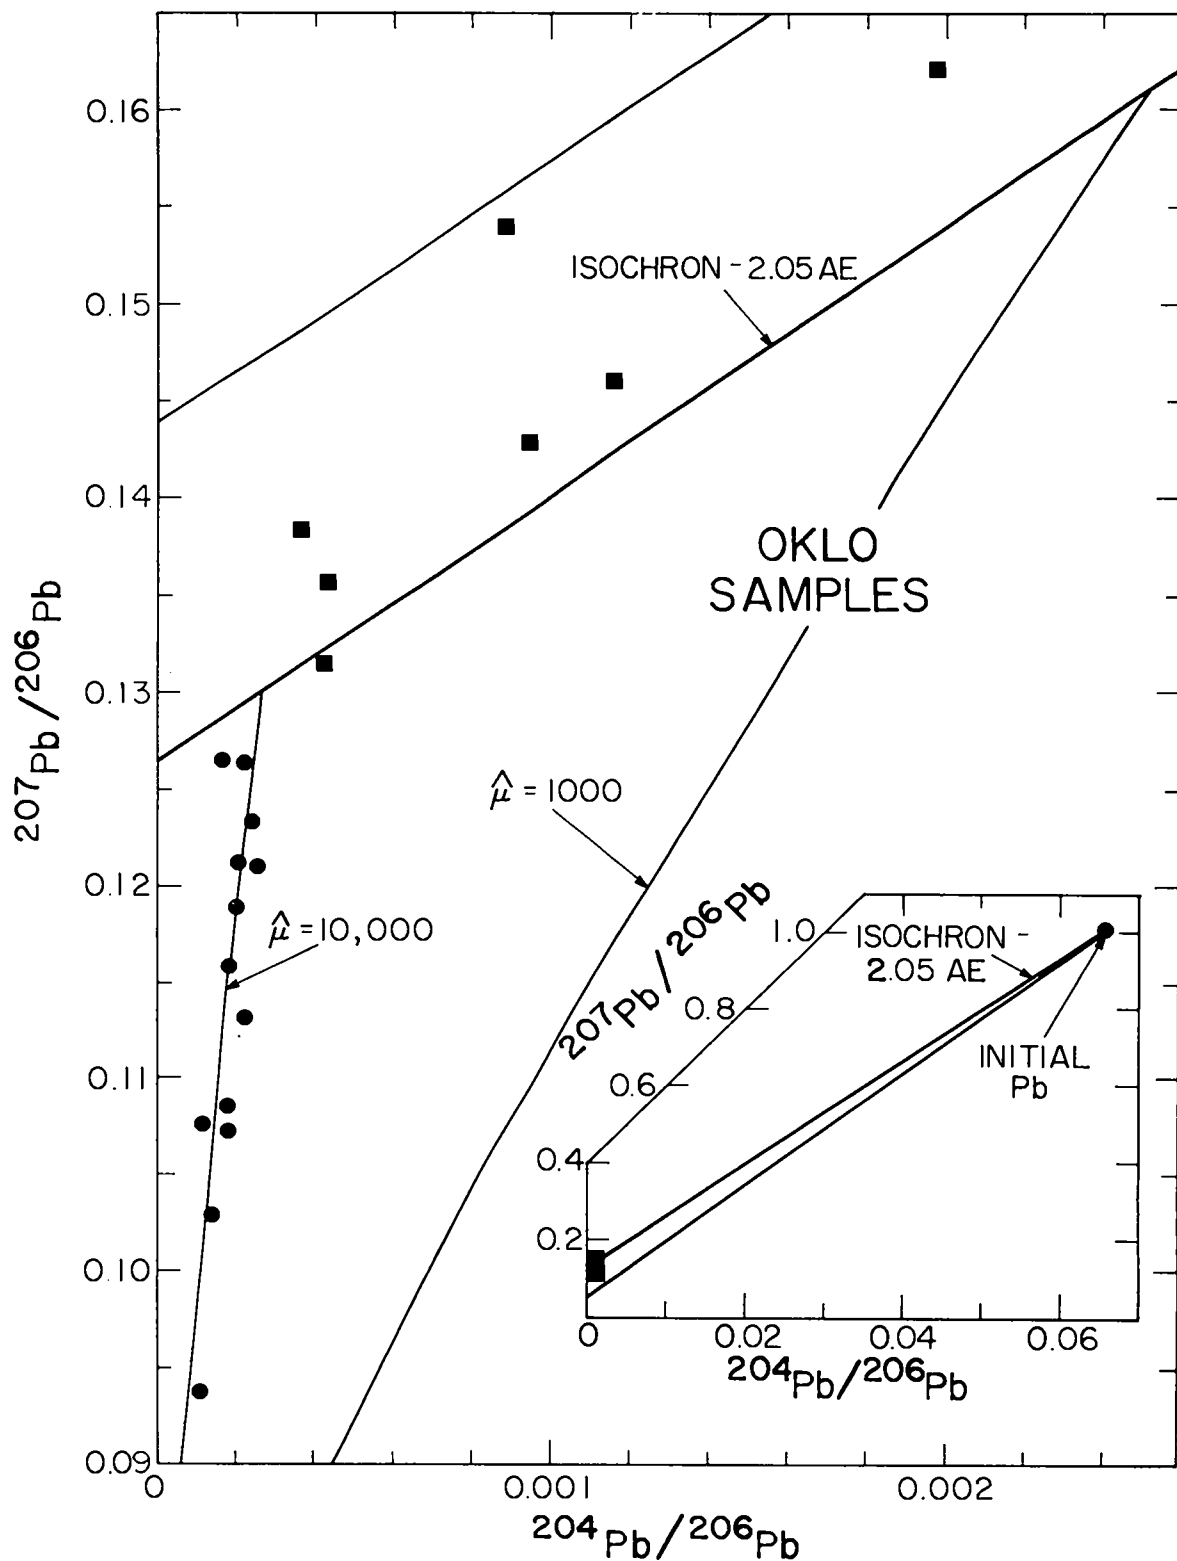 0.16
0.15
0.14
0.13
0.12
0.11
0.10
0.09
207Pb/206Pb
0
0.001
0.002
204Pb/206Pb
ISOCHRON - 2.05 AE
OKLO
SAMPLES
μ̂ = 1000
μ̂ = 10,000
207Pb/206Pb
1.0
0.8
0.6
0.4
0.2
ISOCHRON -
2.05 AE
INITIAL
Pb
0
0.02
0.04
0.06
204Pb/206Pb